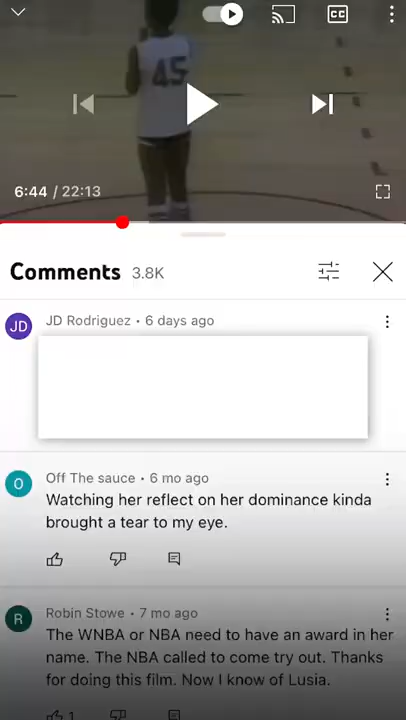 CC
45
6:44 / 22:13
Comments 3.8K
JD
JD Rodriguez • 6 days ago
O
Off The sauce • 6 mo ago
Watching her reflect on her dominance kinda
brought a tear to my eye.
R
Robin Stowe • 7 mo ago
The WNBA or NBA need to have an award in her
name. The NBA called to come try out. Thanks
for doing this film. Now I know of Lusia.
1